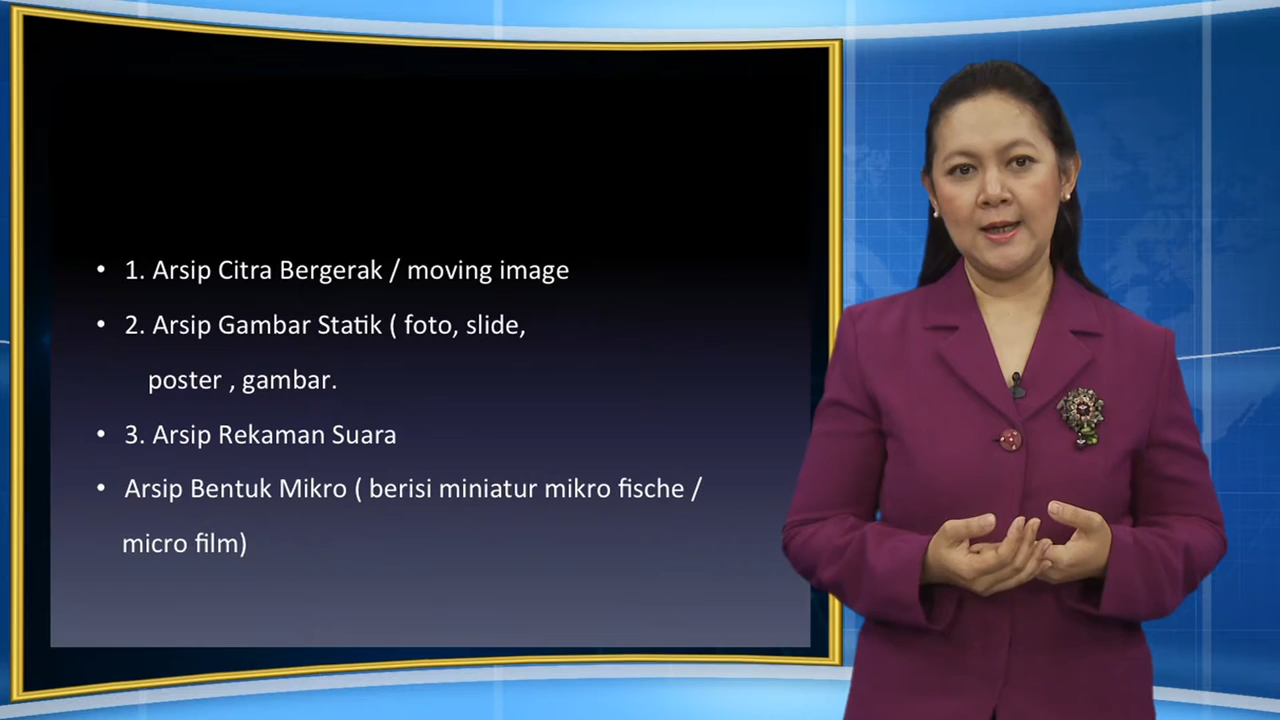 • 1. Arsip Citra Bergerak / moving image
• 2. Arsip Gambar Statik ( foto, slide,
poster , gambar.
• 3. Arsip Rekaman Suara
• Arsip Bentuk Mikro ( berisi miniatur mikro fische /
micro film)